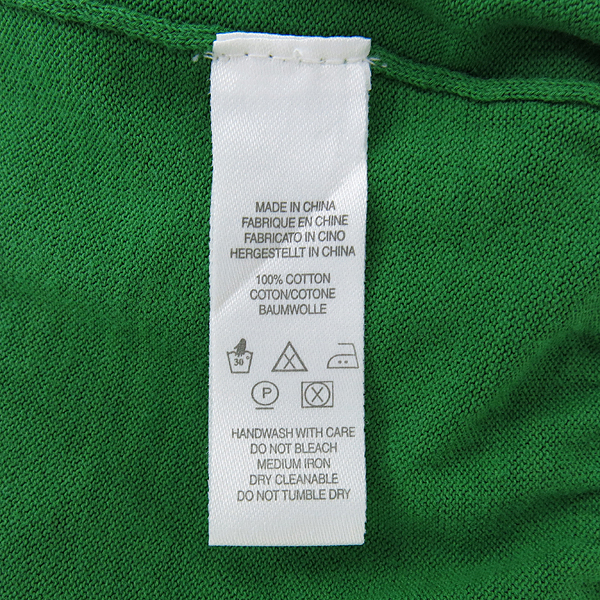 MADE IN CHINA
FABRIQUE EN CHINE
FABRICATO IN CINO
HERGESTELLT IN CHINA
100% COTTON
COTON/COTONE
BAUMWOLLE
30°
P
HANDWASH WITH CARE
DO NOT BLEACH
MEDIUM IRON
DRY CLEANABLE
DO NOT TUMBLE DRY